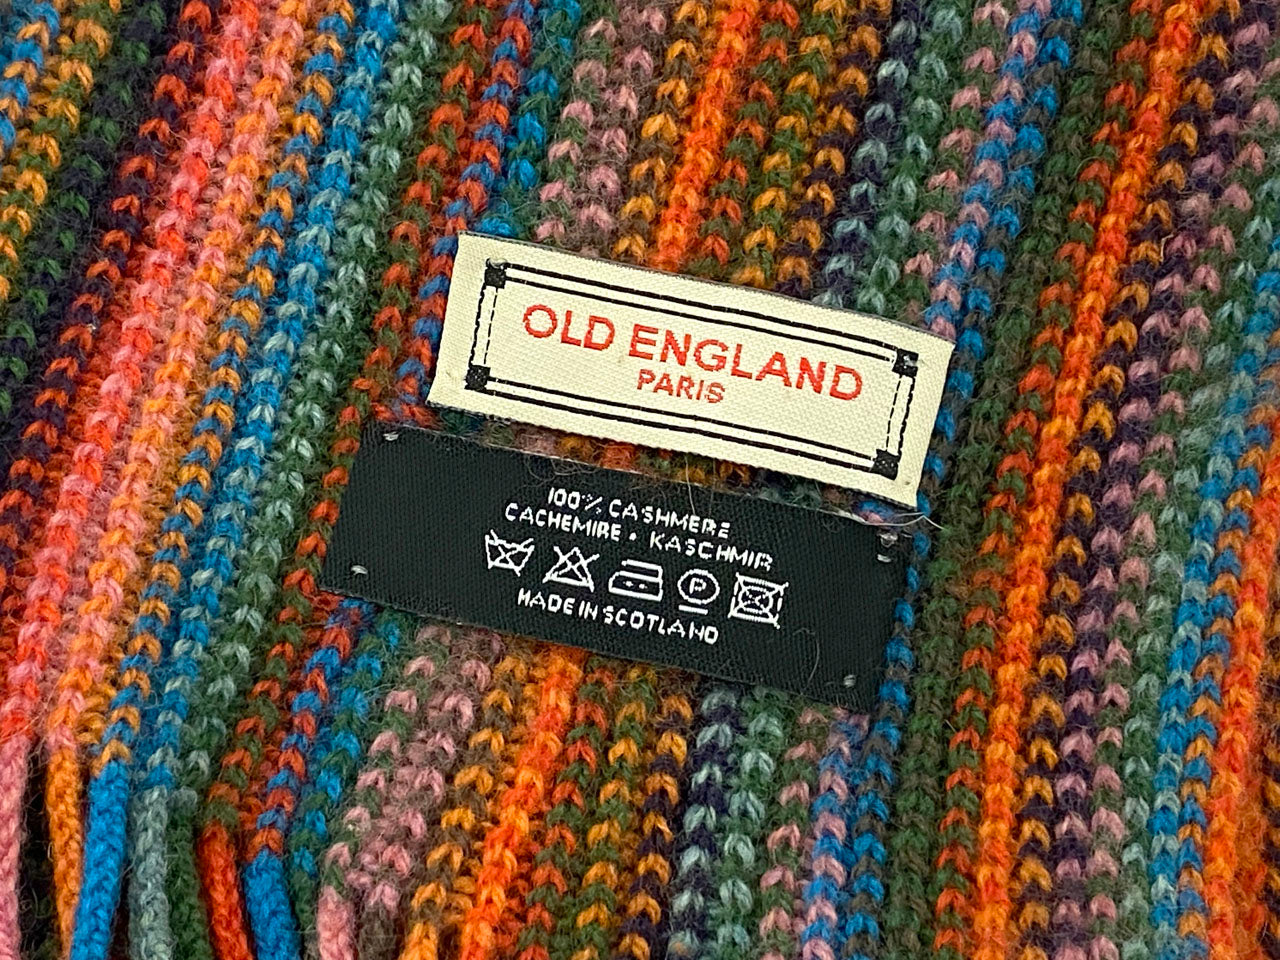 OLD ENGLAND
PARIS
100% CASHMERE
CACHEMIRE • KASCHMIR
P
MADE IN SCOTLAND